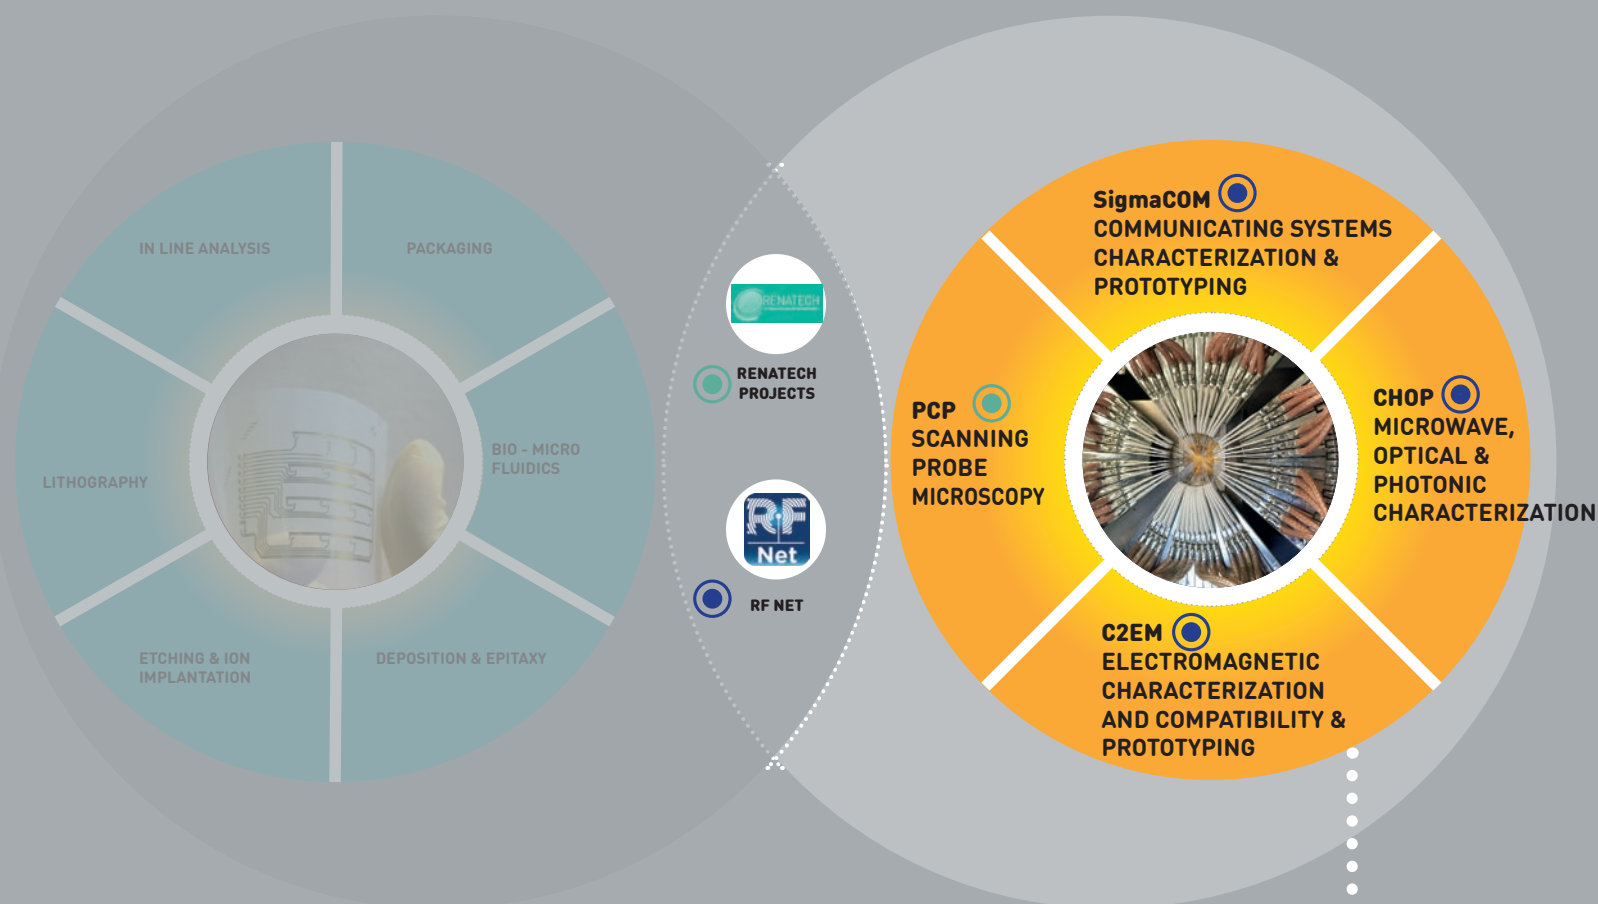 IN LINE ANALYSIS
PACKAGING
LITHOGRAPHY
BIO - MICRO
FLUIDICS
ETCHING & ION
IMPLANTATION
DEPOSITION & EPITAXY
RENATECH
RENATECH
PROJECTS
RF
Net
RF NET
SigmaCOM
COMMUNICATING SYSTEMS
CHARACTERIZATION &
PROTOTYPING
PCP
SCANNING
PROBE
MICROSCOPY
CHOP
MICROWAVE,
OPTICAL &
PHOTONIC
CHARACTERIZATION
C2EM
ELECTROMAGNETIC
CHARACTERIZATION
AND COMPATIBILITY &
PROTOTYPING